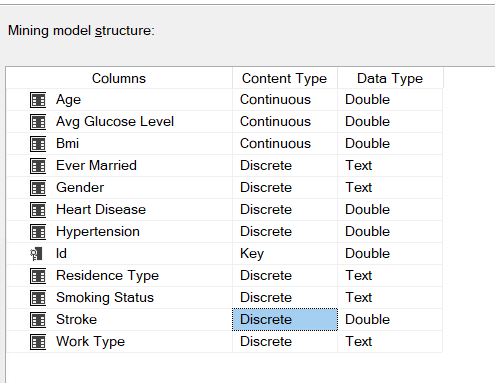 Mining model structure:
Columns Content Type Data Type
Age Continuous Double
Avg Glucose Level Continuous Double
Bmi Continuous Double
Ever Married Discrete Text
Gender Discrete Text
Heart Disease Discrete Double
Hypertension Discrete Double
Id Key Double
Residence Type Discrete Text
Smoking Status Discrete Text
Stroke Discrete Double
Work Type Discrete Text